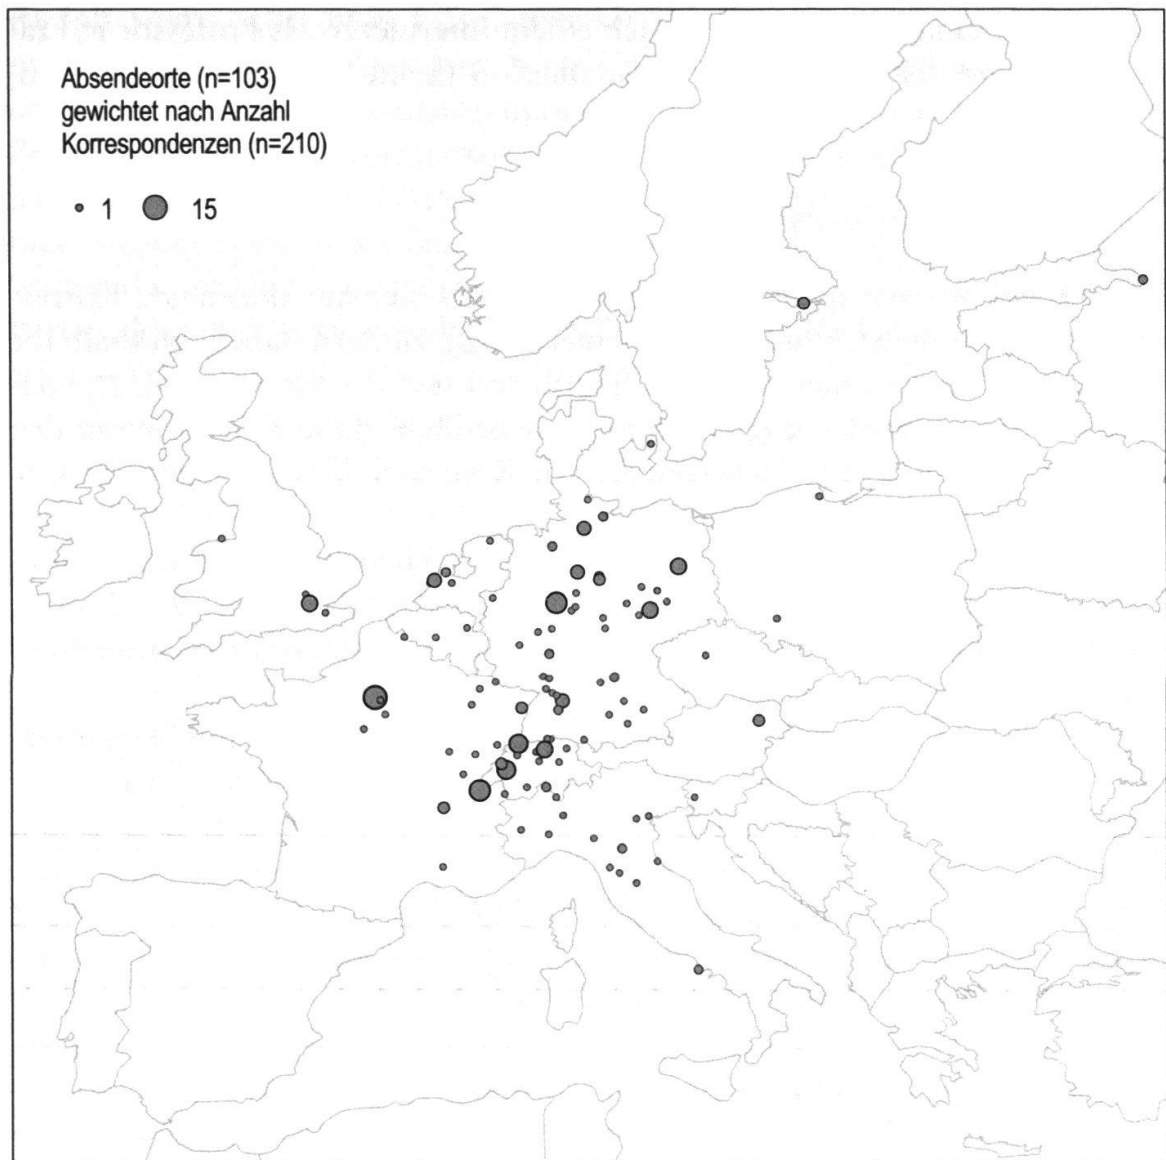 Absendeorte (n=103)
gewichtet nach Anzahl
Korrespondenzen (n=210)
1 15